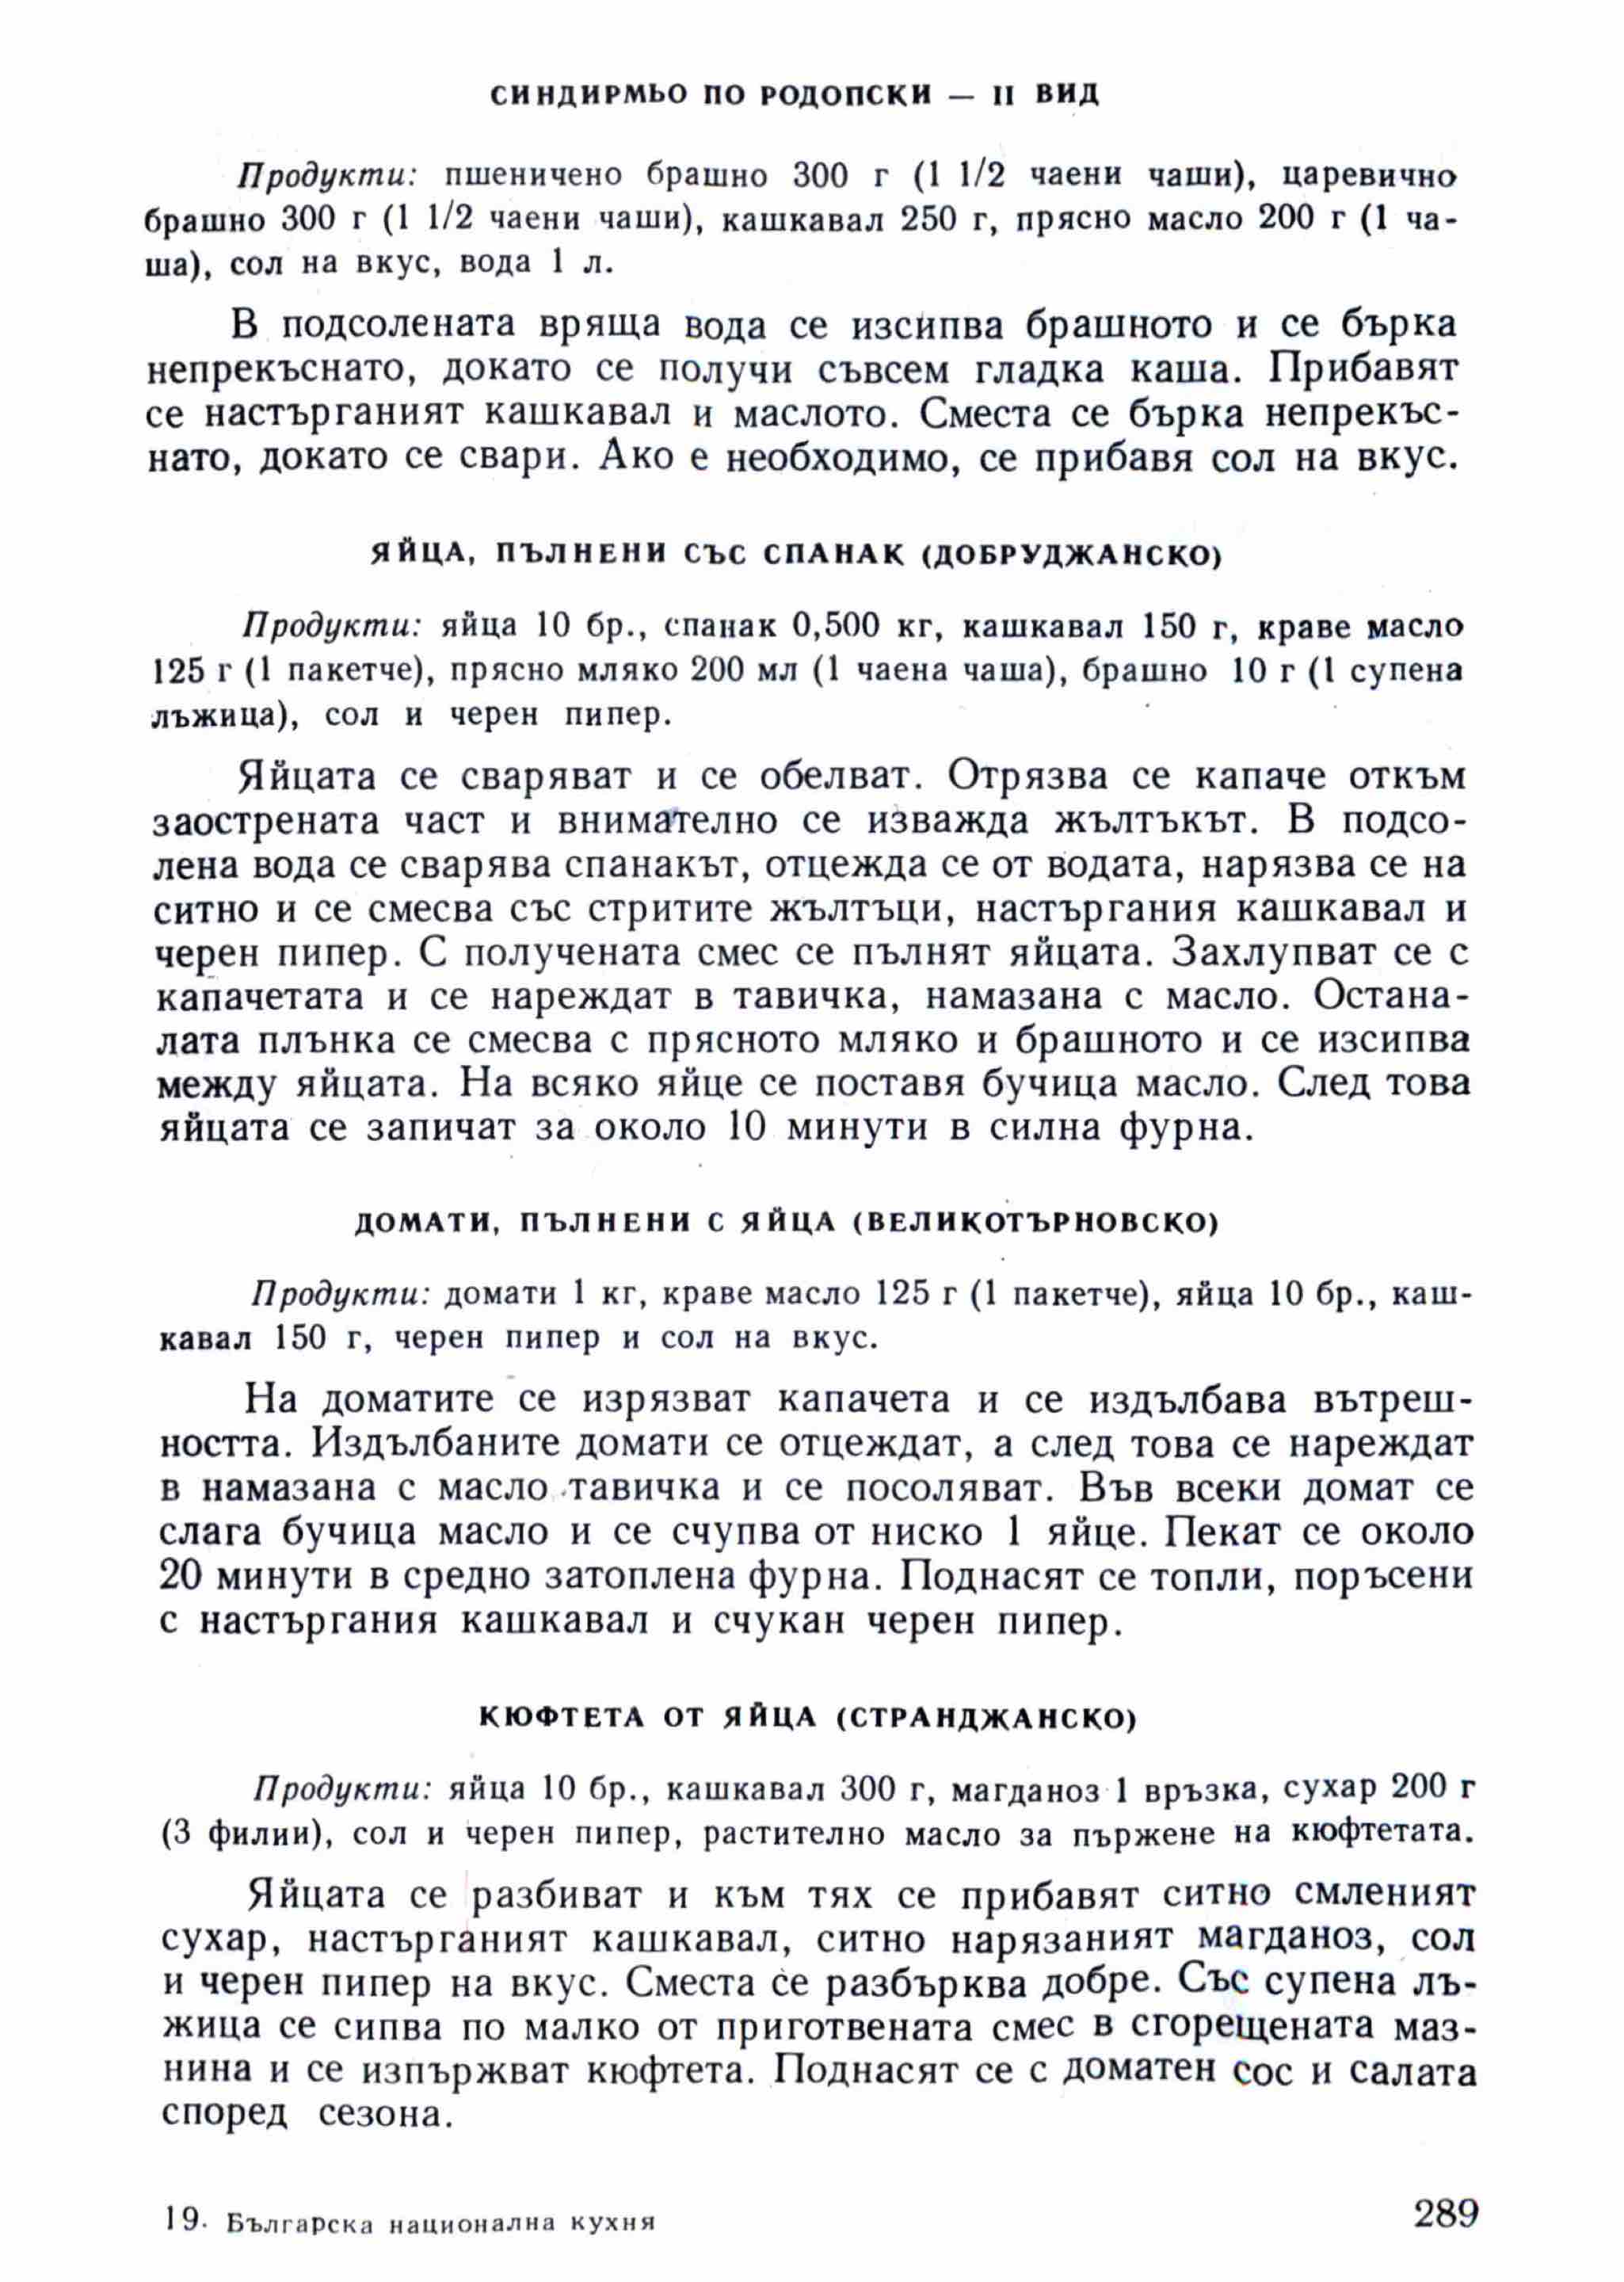 СИНДИРМЬО ПО РОДОПСКИ — II ВИД
Продукти: пшеничено брашно 300 г (1 1/2 чаени чаши), царевично
брашно 300 г (1 1/2 чаени чаши), кашкавал 250 г, прясно масло 200 г (1 ча-
ша), сол на вкус, вода 1 л.
В подсолената вряща вода се изсипва брашното и се бърка
непрекъснато, докато се получи съвсем гладка каша. Прибавят
се настърганият кашкавал и маслото. Сместа се бърка непрекъс-
нато, докато се свари. Ако е необходимо, се прибавя сол на вкус.
ЯЙЦА, ПЪЛНЕНИ СЪС СПАНАК (ДОБРУДЖАНСКО)
Продукти: яйца 10 бр., спанак 0,500 кг, кашкавал 150 г, краве масло
125 г (1 пакетче), прясно мляко 200 мл (1 чаена чаша), брашно 10 г (1 супена
лъжица), сол и черен пипер.
Яйцата се сваряват и се обелват. Отрязва се капаче откъм
заострената част и внимателно се изважда жълтъкът. В подсо-
лена вода се сварява спанакът, отцежда се от водата, нарязва се на
ситно и се смесва със стритите жълтъци, настъргания кашкавал и
черен пипер. С получената смес се пълнят яйцата. Захлупват се с
капачетата и се нареждат в тавичка, намазана с масло. Остана-
лата плънка се смесва с прясното мляко и брашното и се изсипва
между яйцата. На всяко яйце се поставя бучица масло. След това
яйцата се запичат за около 10 минути в силна фурна.
ДОМАТИ, ПЪЛНЕНИ С ЯЙЦА (ВЕЛИКОТЪРНОВСКО)
Продукти: домати 1 кг, краве масло 125 г (1 пакетче), яйца 10 бр., каш-
кавал 150 г, черен пипер и сол на вкус.
На доматите се изрязват капачета и се издълбава вътреш-
ността. Издълбаните домати се отцеждат, а след това се нареждат
в намазана с масло тавичка и се посоляват. Във всеки домат се
слага бучица масло и се счупва от ниско 1 яйце. Пекат се около
20 минути в средно затоплена фурна. Поднасят се топли, поръсени
с настъргания кашкавал и счукан черен пипер.
КЮФТЕТА ОТ ЯЙЦА (СТРАНДЖАНСКО)
Продукти: яйца 10 бр., кашкавал 300 г, магданоз 1 връзка, сухар 200 г
(3 филии), сол и черен пипер, растително масло за пържене на кюфтетата.
Яйцата се разбиват и към тях се прибавят ситно смленият
сухар, настърганият кашкавал, ситно нарязаният магданоз, сол
и черен пипер на вкус. Сместа се разбърква добре. Със супена лъ-
жица се сипва по малко от приготвената смес в сгорещената маз-
нина и се изпържват кюфтета. Поднасят се с доматен сос и салата
според сезона.
19. Българска национална кухня
289